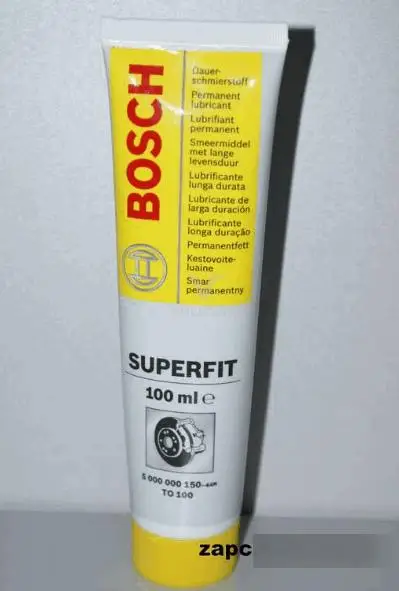 BOSCH
Dauer-
schmierstoff
Permanent
lubricant
Lubrifiant
permanent
Smeermiddel
met lange
levensduur
Lubrificante
lunga durata
Lubricante de
larga duración
Lubrificante
longa duração
Permanentfett
Kestovoite-
luaine
Smar
permanentny
SUPERFIT
100 ml ℮
5 000 000 150
TO 100
zapc